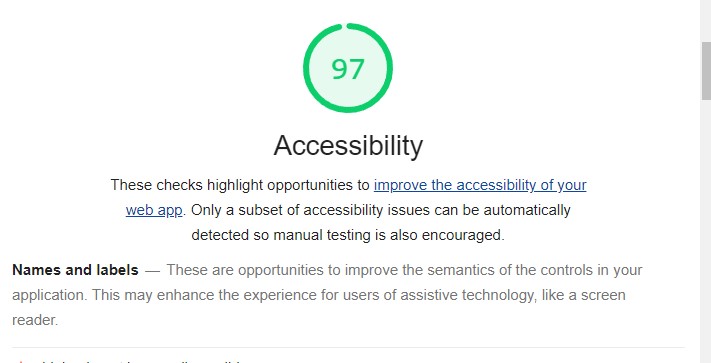 97
Accessibility
These checks highlight opportunities to improve the accessibility of your
web app. Only a subset of accessibility issues can be automatically
detected so manual testing is also encouraged.
Names and labels — These are opportunities to improve the semantics of the controls in your
application. This may enhance the experience for users of assistive technology, like a screen
reader.